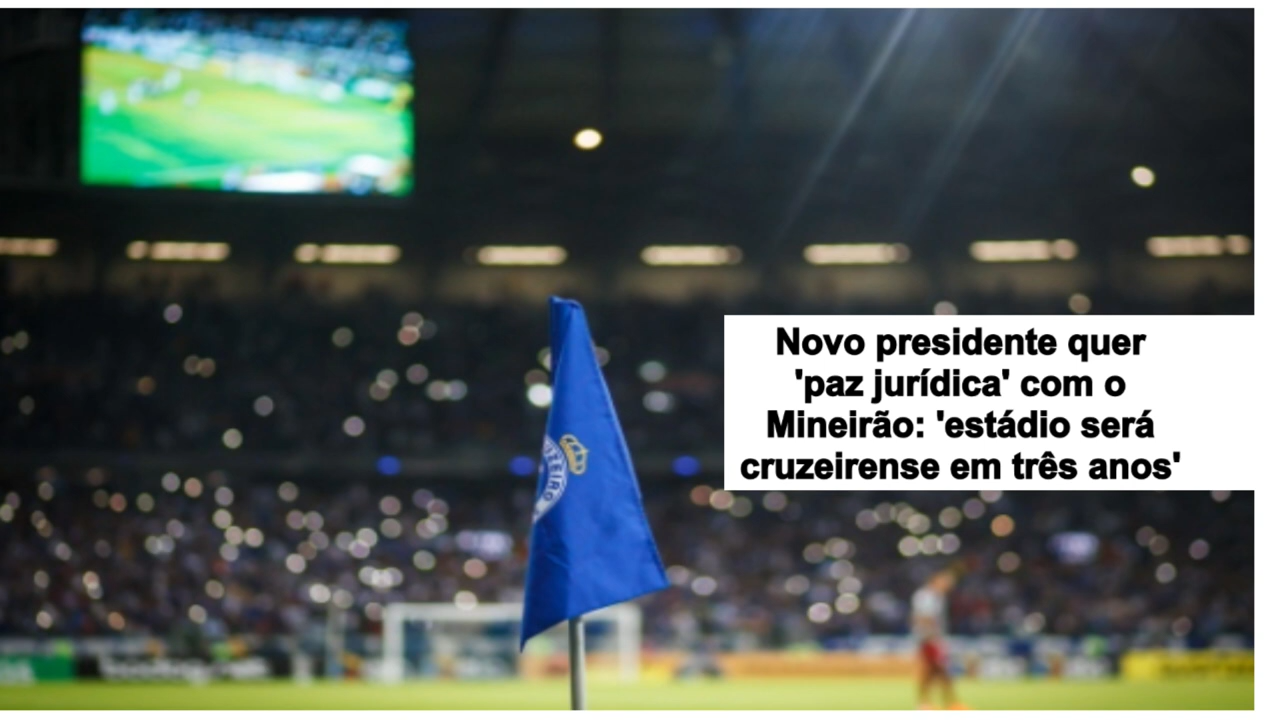 Novo presidente quer
'paz jurídica' com o
Mineirão: 'estádio será
cruzeirense em três anos'